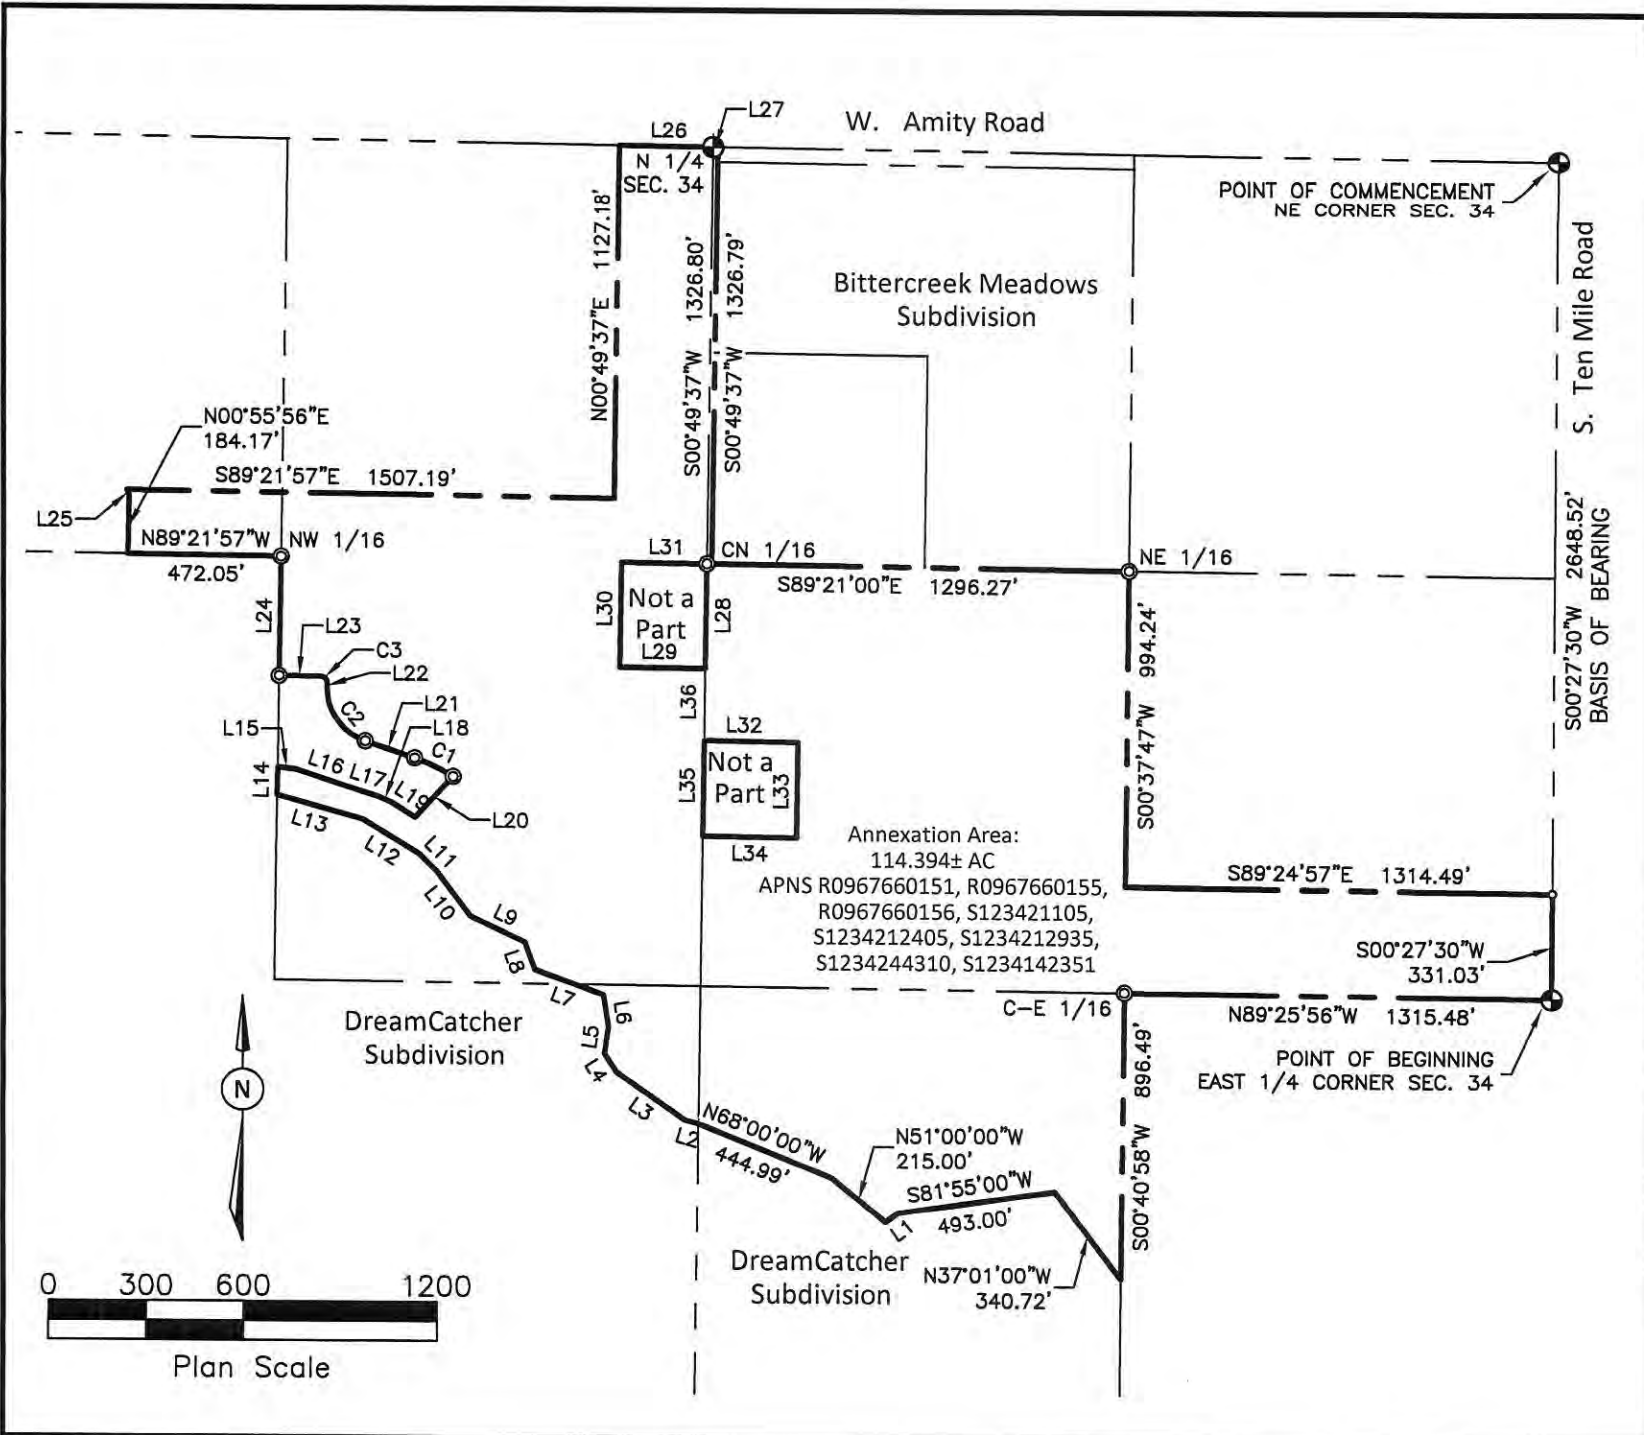 L27
W. Amity Road
L26
N 1/4
SEC. 34
POINT OF COMMENCEMENT
NE CORNER SEC. 34
S. Ten Mile Road
N00°49'37"E 1127.18'
S00°49'37"W 1326.80'
S00°49'37"W 1326.79'
Bittercreek Meadows
Subdivision
N00°55'56"E
184.17'
S89°21'57"E 1507.19'
L25
N89°21'57"W
472.05'
NW 1/16
L31
CN 1/16
S89°21'00"E 1296.27'
NE 1/16
S00°27'30"W 2648.52'
BASIS OF BEARING
L24
L23
C3
L22
L30
Not a
Part
L29
L28
S00°37'47"W 994.24'
C2
L21
L18
C1
L36
L32
L15
L16
L17
L19
L20
L14
L13
L12
L11
L35
Not a
Part
L33
L34
Annexation Area:
114.394± AC
APNS R0967660151, R0967660155,
R0967660156, S123421105,
S1234212405, S1234212935,
S1234244310, S1234142351
S89°24'57"E 1314.49'
L10
L9
L8
L7
L6
L5
L4
L3
L2
S00°27'30"W
331.03'
C-E 1/16
N89°25'56"W 1315.48'
POINT OF BEGINNING
EAST 1/4 CORNER SEC. 34
DreamCatcher
Subdivision
N
S00°40'58"W 896.49'
N68°00'00"W
444.99'
N51°00'00"W
215.00'
S81°55'00"W
493.00'
L1
DreamCatcher
Subdivision
N37°01'00"W
340.72'
0 300 600 1200
Plan Scale